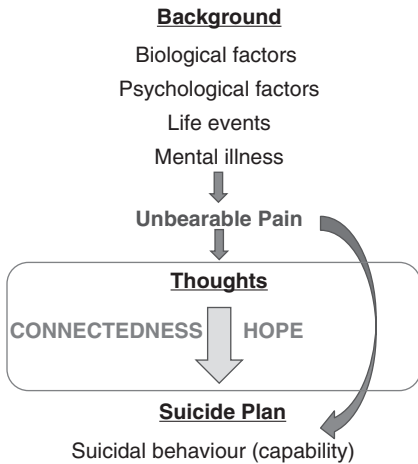 Background
Biological factors
Psychological factors
Life events
Mental illness
Unbearable Pain
Thoughts
CONNECTEDNESS HOPE
Suicide Plan
Suicidal behaviour (capability)